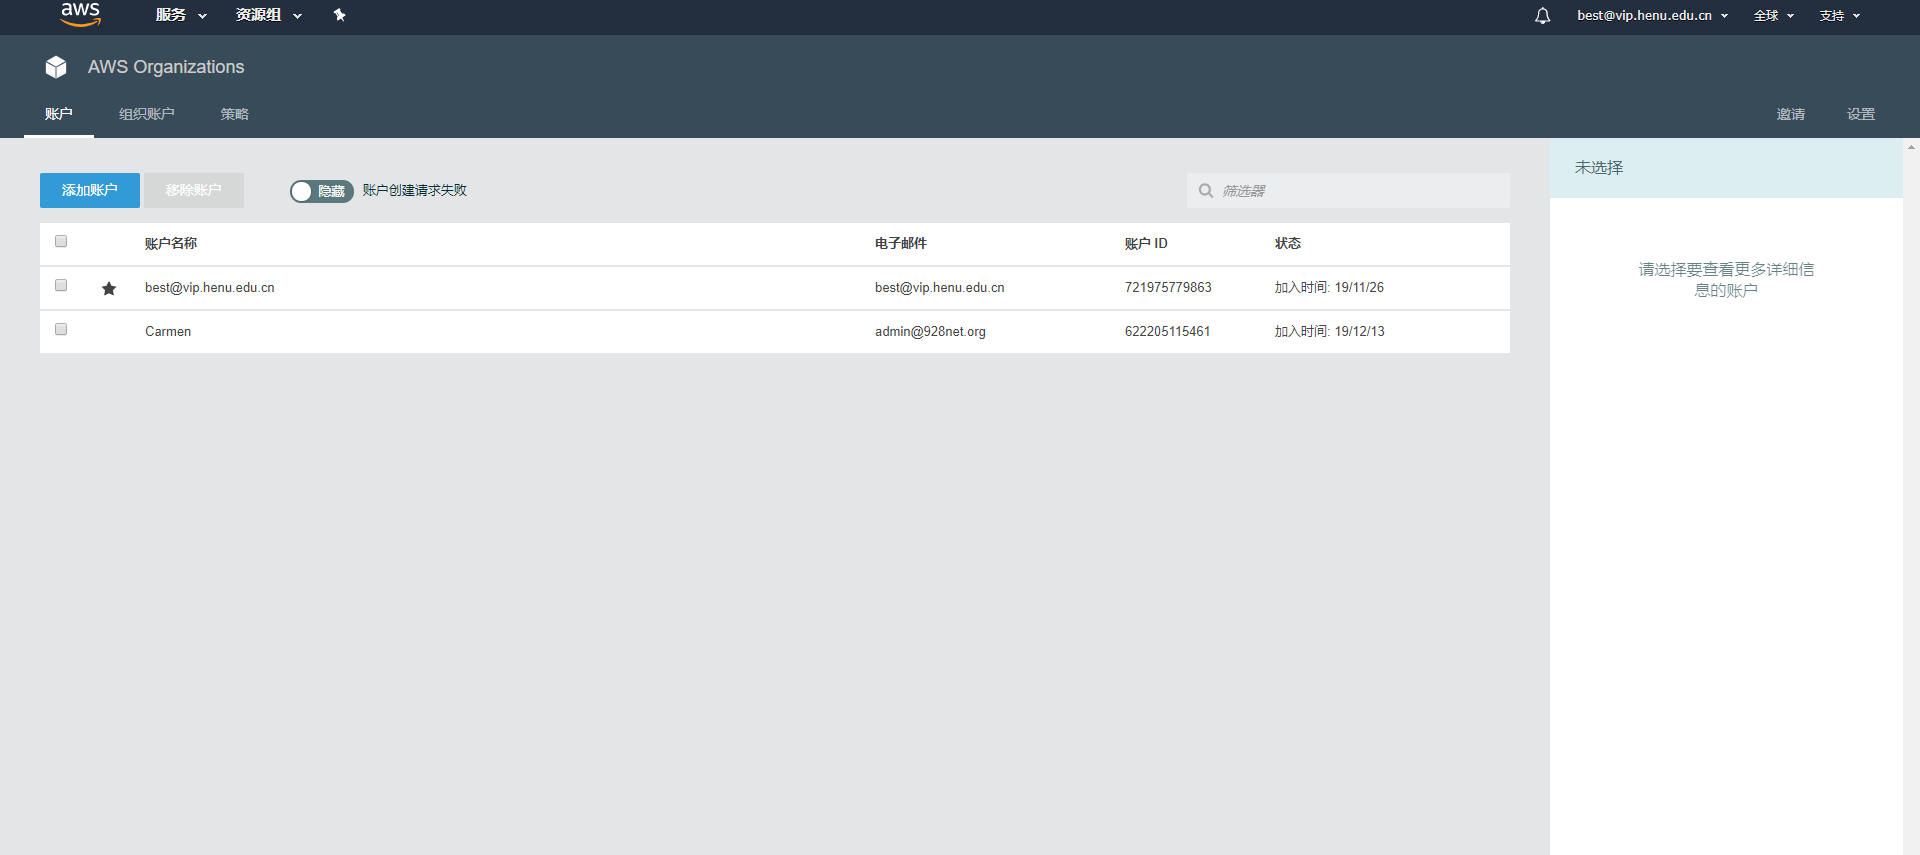 aws 服务 资源组 best@vip.henu.edu.cn 全球 支持
AWS Organizations
账户 组织账户 策略 邀请 设置
未选择
添加账户 移除账户 隐藏 账户创建请求失败 筛选器
账户名称 电子邮件 账户 ID 状态
best@vip.henu.edu.cn best@vip.henu.edu.cn 721975779863 加入时间: 19/11/26
Carmen admin@928net.org 622205115461 加入时间: 19/12/13
请选择要查看更多详细信
息的账户